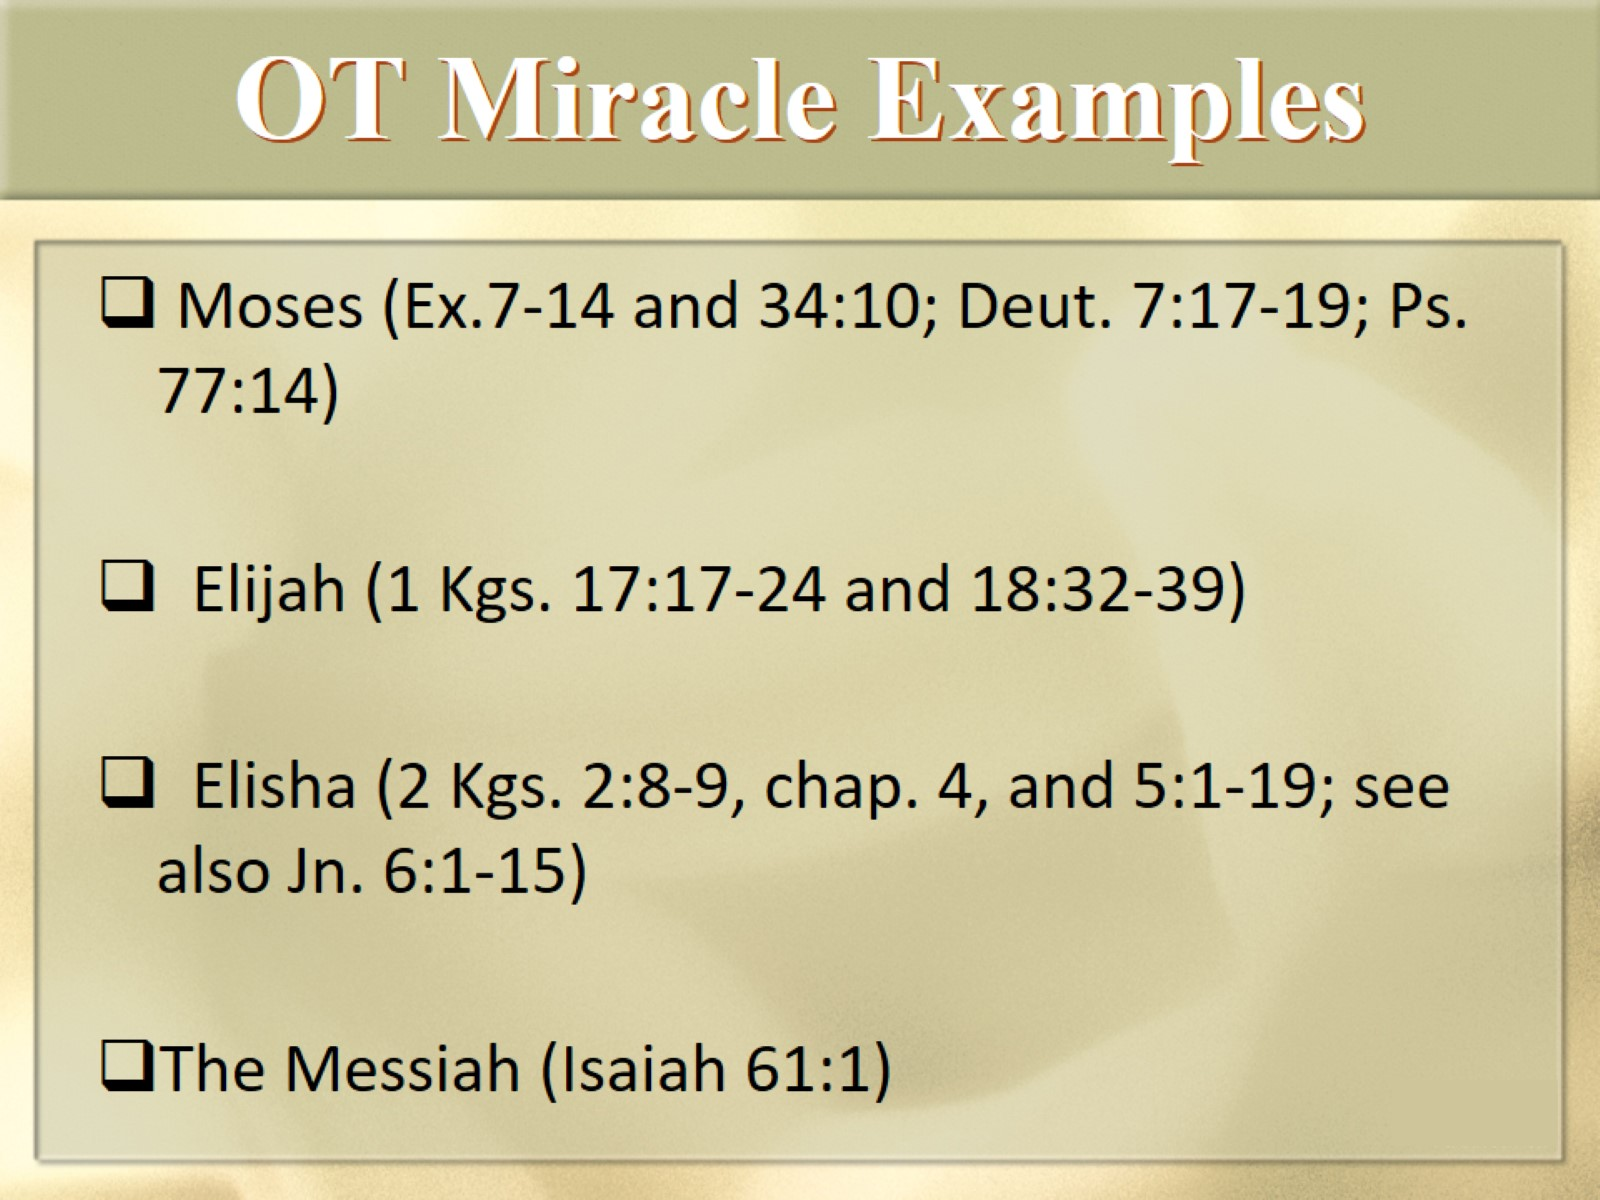 OT Miracle Examples
❑ Moses (Ex.7-14 and 34:10; Deut. 7:17-19; Ps.
77:14)
❑ Elijah (1 Kgs. 17:17-24 and 18:32-39)
❑ Elisha (2 Kgs. 2:8-9, chap. 4, and 5:1-19; see
also Jn. 6:1-15)
❑The Messiah (Isaiah 61:1)